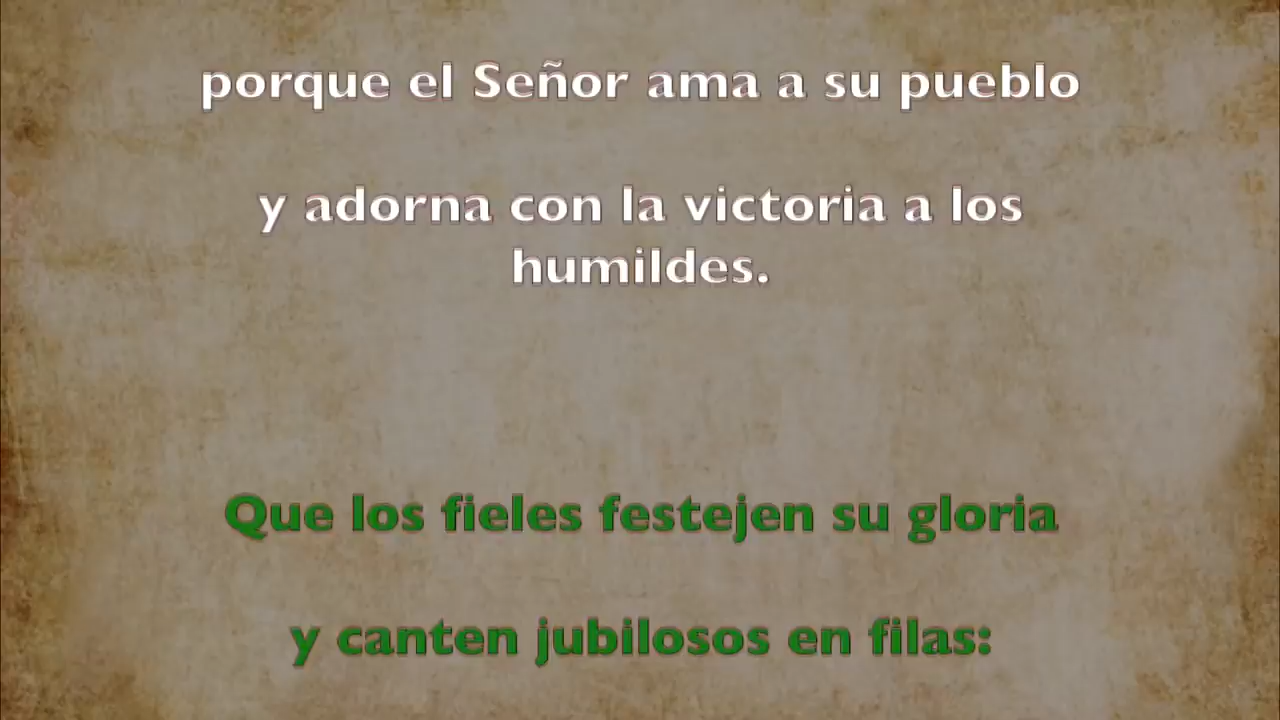 porque el Señor ama a su pueblo
y adorna con la victoria a los
humildes.
Que los fieles festejen su gloria
y canten jubilosos en filas: